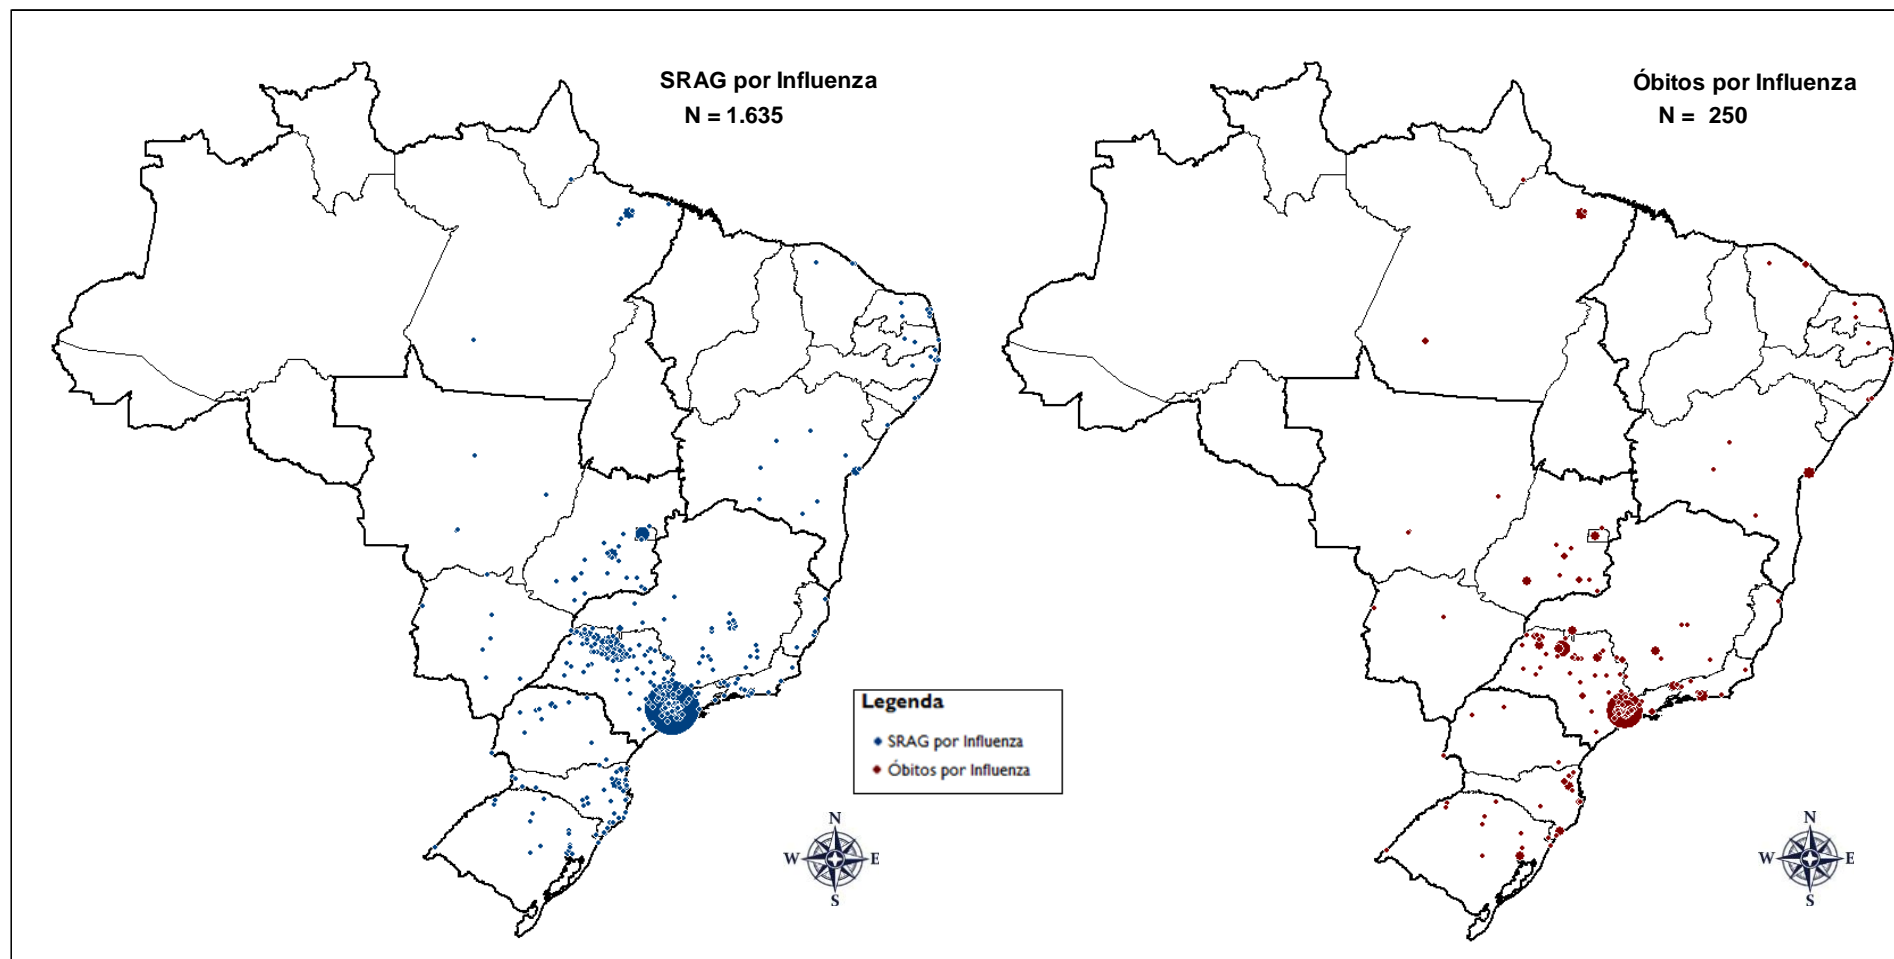 SRAG por Influenza
N = 1.635
Óbitos por Influenza
N = 250
Legenda
SRAG por Influenza
Óbitos por Influenza
N
W E
S
N
W E
S